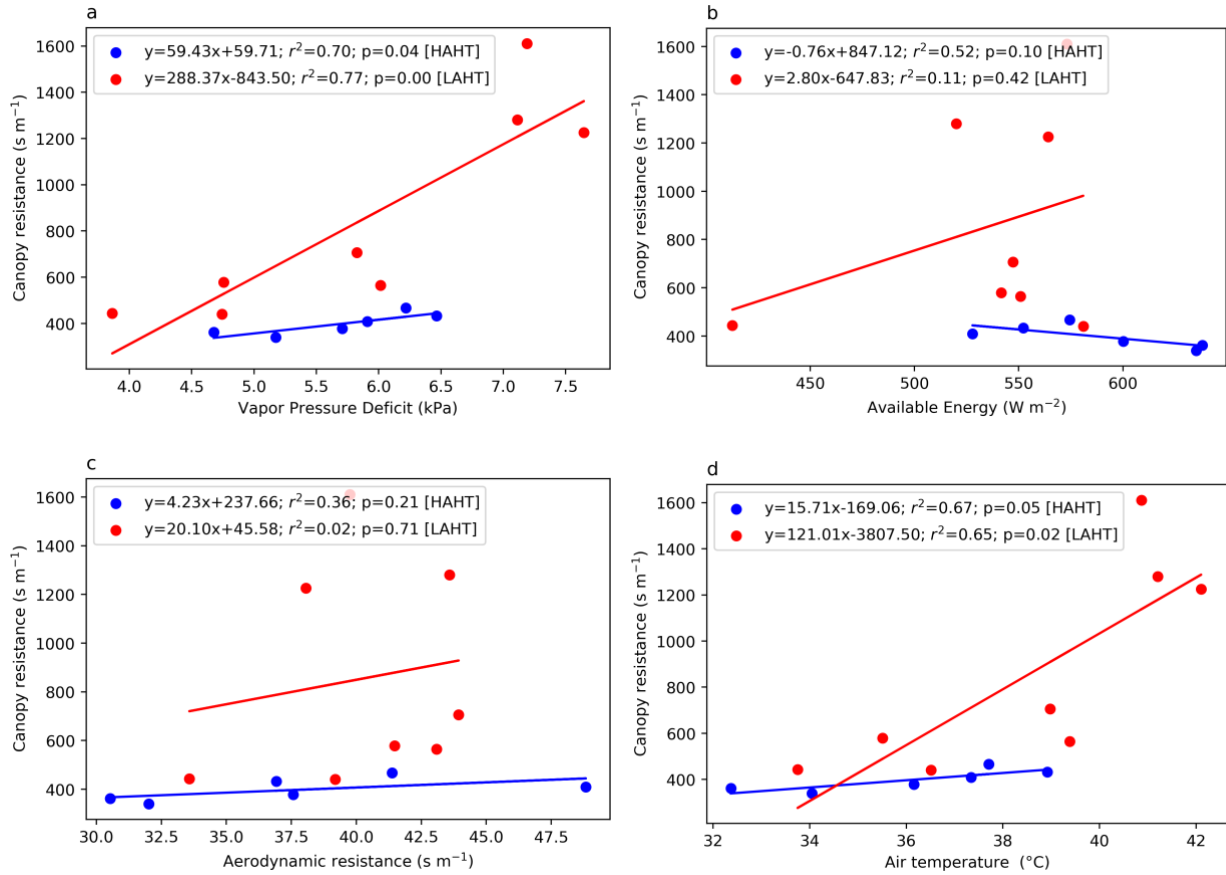 a
y=59.43x+59.71; r²=0.70; p=0.04 [HAHT]
y=288.37x-843.50; r²=0.77; p=0.00 [LAHT]
1600
1400
1200
1000
800
600
400
Canopy resistance (s m⁻¹)
4.0 4.5 5.0 5.5 6.0 6.5 7.0 7.5
Vapor Pressure Deficit (kPa)
b
y=-0.76x+847.12; r²=0.52; p=0.10 [HAHT]
y=2.80x-647.83; r²=0.11; p=0.42 [LAHT]
1600
1400
1200
1000
800
600
400
Canopy resistance (s m⁻¹)
450 500 550 600
Available Energy (W m⁻²)
c
y=4.23x+237.66; r²=0.36; p=0.21 [HAHT]
y=20.10x+45.58; r²=0.02; p=0.71 [LAHT]
1600
1400
1200
1000
800
600
400
Canopy resistance (s m⁻¹)
30.0 32.5 35.0 37.5 40.0 42.5 45.0 47.5
Aerodynamic resistance (s m⁻¹)
d
y=15.71x-169.06; r²=0.67; p=0.05 [HAHT]
y=121.01x-3807.50; r²=0.65; p=0.02 [LAHT]
1600
1400
1200
1000
800
600
400
Canopy resistance (s m⁻¹)
32 34 36 38 40 42
Air temperature (°C)